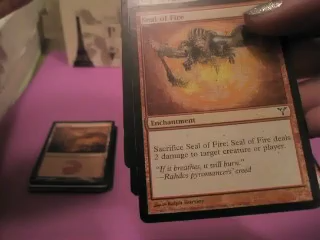 Seal of Fire
Enchantment
Sacrifice Seal of Fire: Seal of Fire deals
2 damage to target creature or player.
"If it breathes, it will burn."
—Rakdos pyromancers' creed